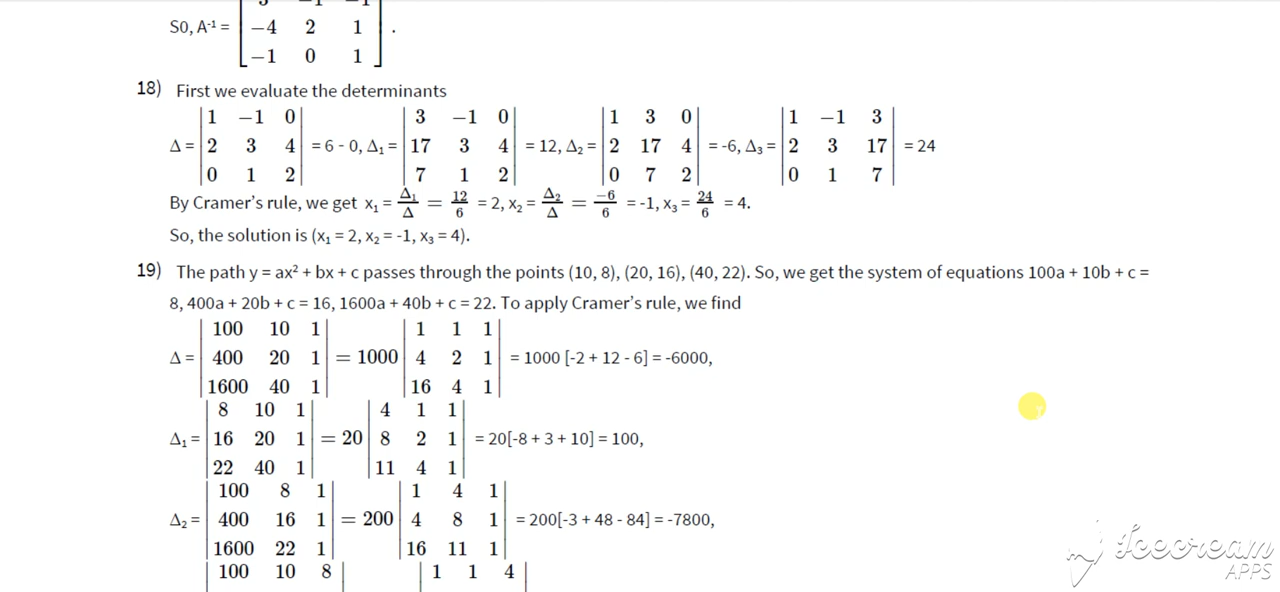 3 −1 −1
S0, A⁻¹ = −4 2 1 .
−1 0 1
18) First we evaluate the determinants
1 −1 0 3 −1 0 1 3 0 1 −1 3
Δ = 2 3 4 = 6 - 0, Δ₁ = 17 3 4 = 12, Δ₂ = 2 17 4 = -6, Δ₃ = 2 3 17 = 24
0 1 2 7 1 2 0 7 2 0 1 7
By Cramer's rule, we get x₁ = Δ₁/Δ = 12/6 = 2, x₂ = Δ₂/Δ = −6/6 = -1, x₃ = 24/6 = 4.
So, the solution is (x₁ = 2, x₂ = -1, x₃ = 4).
19) The path y = ax² + bx + c passes through the points (10, 8), (20, 16), (40, 22). So, we get the system of equations 100a + 10b + c =
8, 400a + 20b + c = 16, 1600a + 40b + c = 22. To apply Cramer's rule, we find
100 10 1 1 1 1
Δ = 400 20 1 = 1000 4 2 1 = 1000 [-2 + 12 - 6] = -6000,
1600 40 1 16 4 1
8 10 1 4 1 1
Δ₁ = 16 20 1 = 20 8 2 1 = 20[-8 + 3 + 10] = 100,
22 40 1 11 4 1
100 8 1 1 4 1
Δ₂ = 400 16 1 = 200 4 8 1 = 200[-3 + 48 - 84] = -7800,
1600 22 1 16 11 1
100 10 8 1 1 4
Icecream
APPS